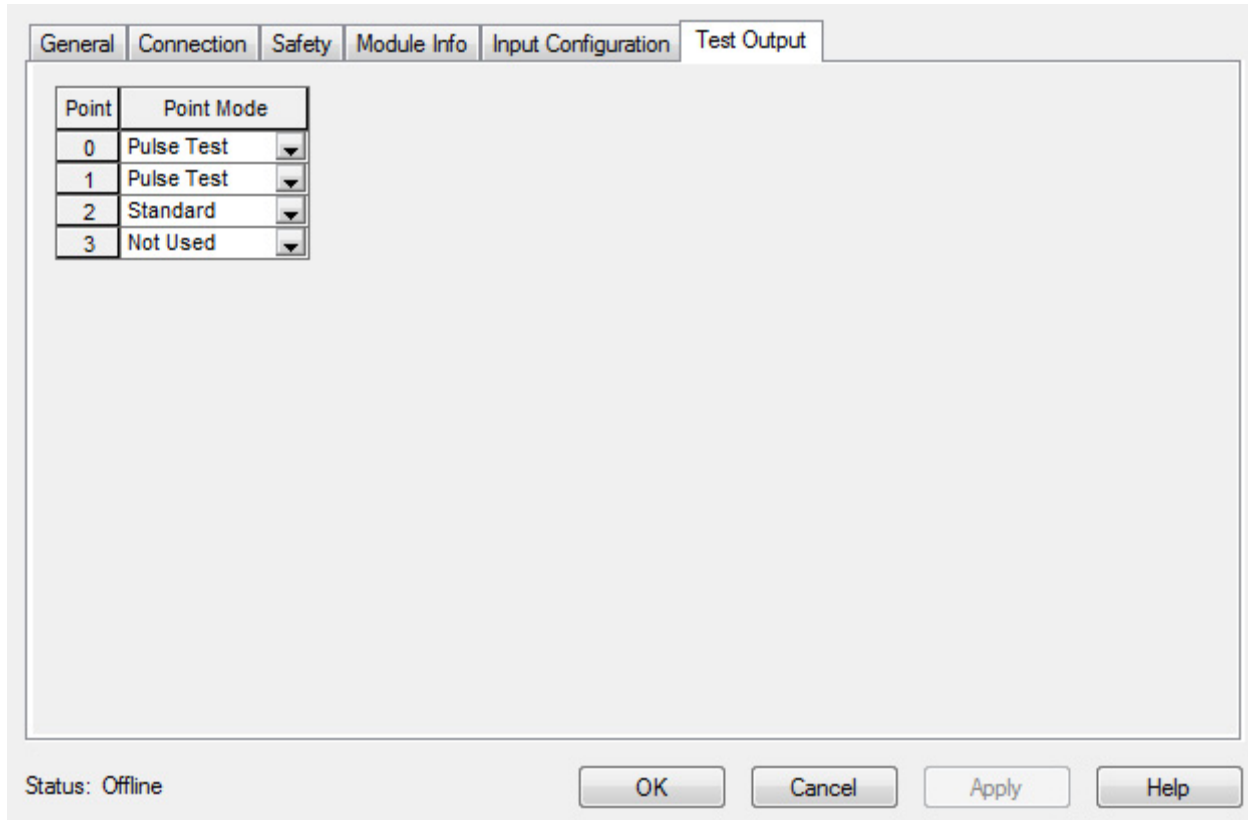 General Connection Safety Module Info Input Configuration Test Output
Point Point Mode
0 Pulse Test
1 Pulse Test
2 Standard
3 Not Used
Status: Offline OK Cancel Apply Help